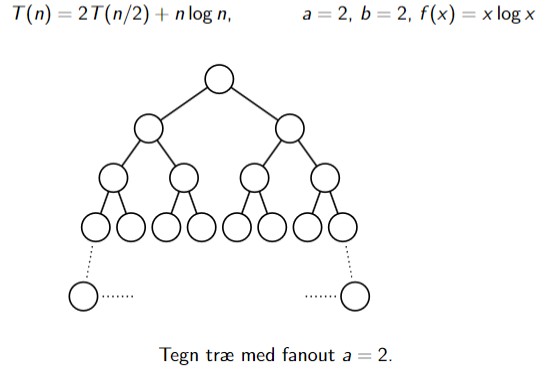 T(n) = 2T(n/2) + n log n, a = 2, b = 2, f(x) = x log x
Tegn træ med fanout a = 2.